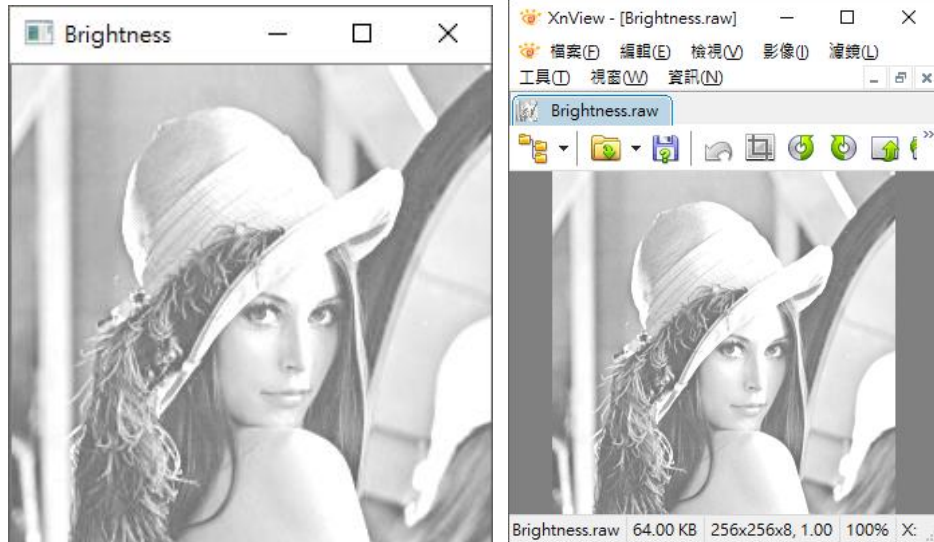 Brightness
XnView - [Brightness.raw]
檔案(F) 編輯(E) 檢視(V) 影像(I) 濾鏡(L)
工具(T) 視窗(W) 資訊(N)
Brightness.raw
Brightness.raw 64.00 KB 256x256x8, 1.00 100% X: